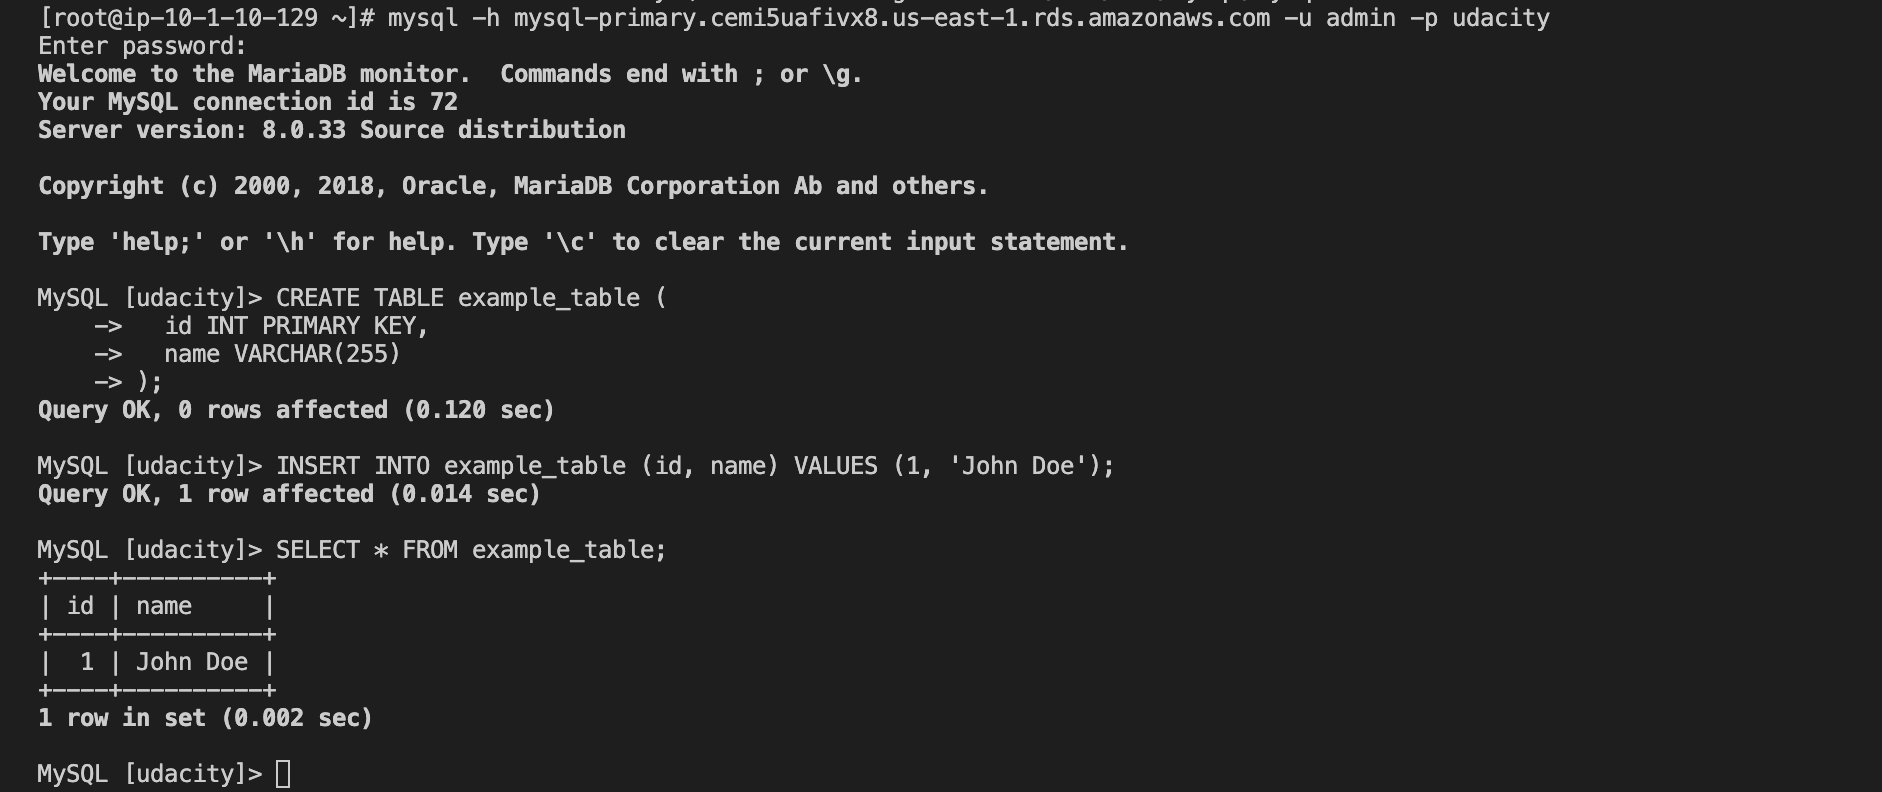 [root@ip-10-1-10-129 ~]# mysql -h mysql-primary.cemi5uafivx8.us-east-1.rds.amazonaws.com -u admin -p udacity
Enter password:
Welcome to the MariaDB monitor.  Commands end with ; or \g.
Your MySQL connection id is 72
Server version: 8.0.33 Source distribution

Copyright (c) 2000, 2018, Oracle, MariaDB Corporation Ab and others.

Type 'help;' or '\h' for help. Type '\c' to clear the current input statement.

MySQL [udacity]> CREATE TABLE example_table (
    ->   id INT PRIMARY KEY,
    ->   name VARCHAR(255)
    -> );
Query OK, 0 rows affected (0.120 sec)

MySQL [udacity]> INSERT INTO example_table (id, name) VALUES (1, 'John Doe');
Query OK, 1 row affected (0.014 sec)

MySQL [udacity]> SELECT * FROM example_table;
+----+----------+
| id | name     |
+----+----------+
|  1 | John Doe |
+----+----------+
1 row in set (0.002 sec)

MySQL [udacity]>